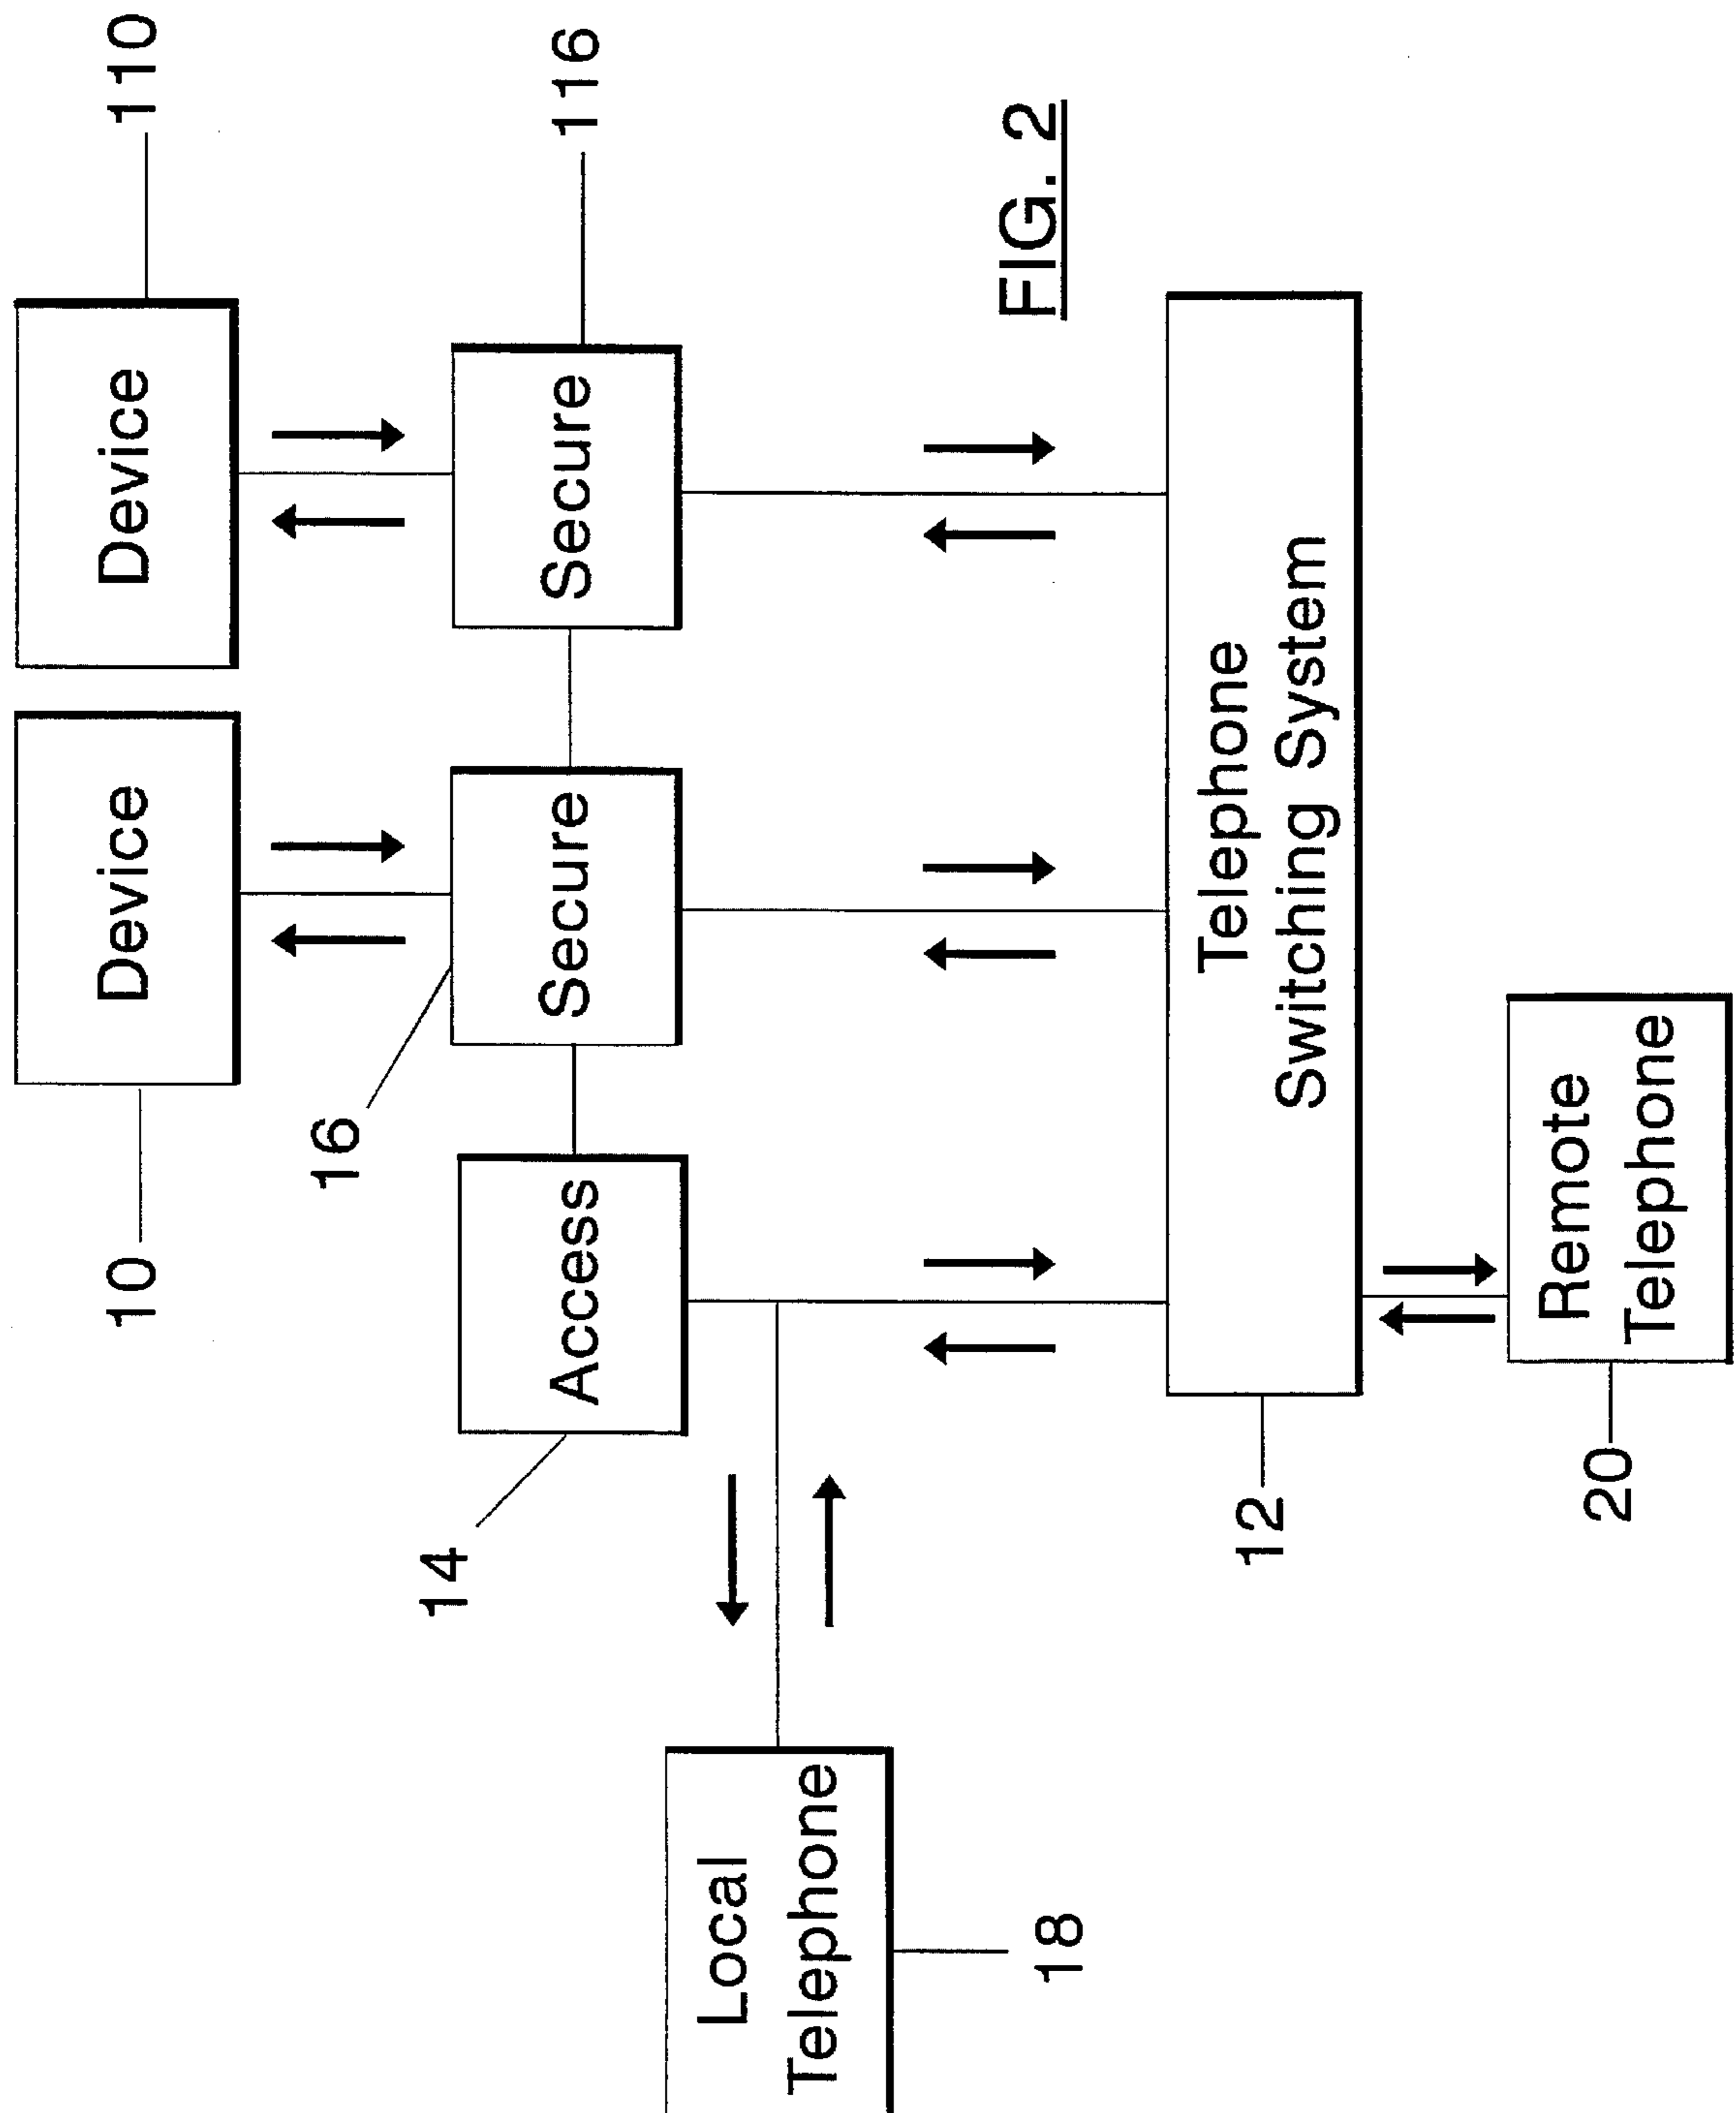 110
Device
116
Secure
FIG. 2
Device
10
16
Secure
Access
14
Telephone
Switching System
12
Remote
Telephone
20
Local
Telephone
18